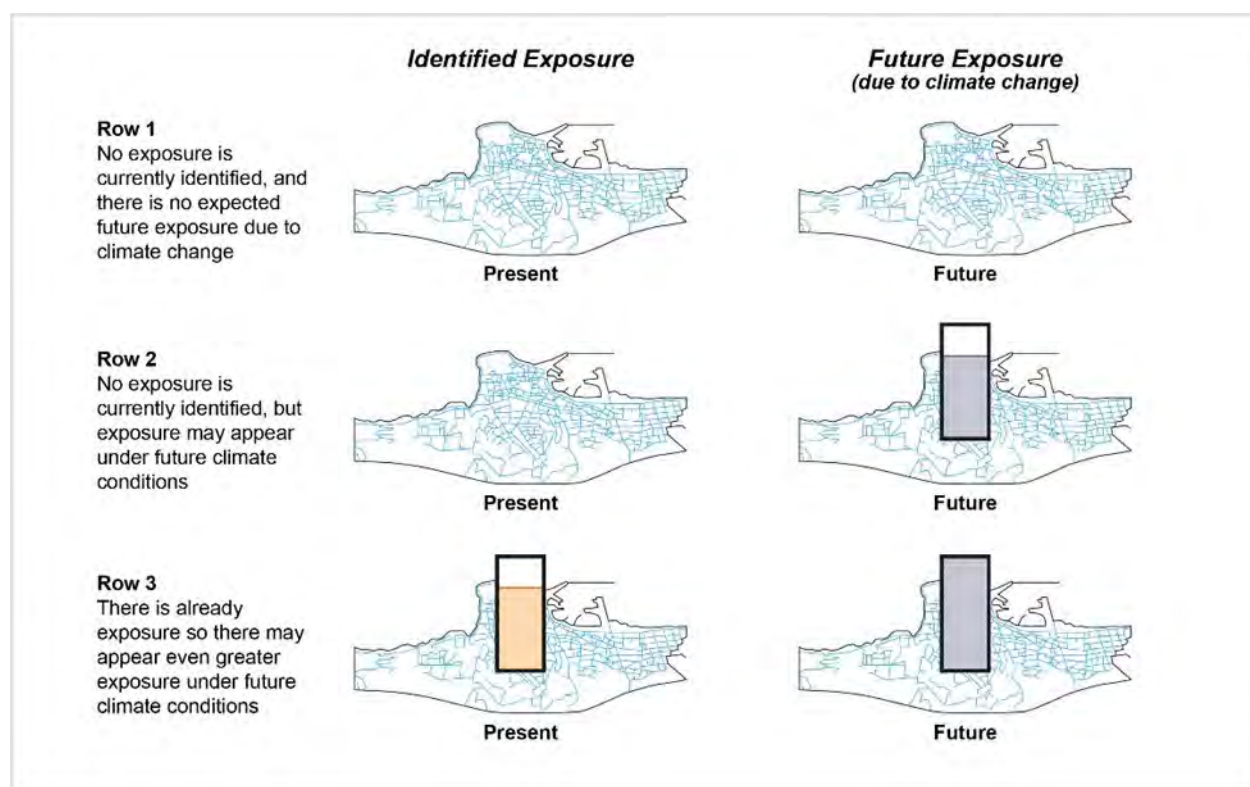 Identified Exposure
Future Exposure
(due to climate change)
Row 1
No exposure is
currently identified, and
there is no expected
future exposure due to
climate change
Present
Future
Row 2
No exposure is
currently identified, but
exposure may appear
under future climate
conditions
Present
Future
Row 3
There is already
exposure so there may
appear even greater
exposure under future
climate conditions
Present
Future